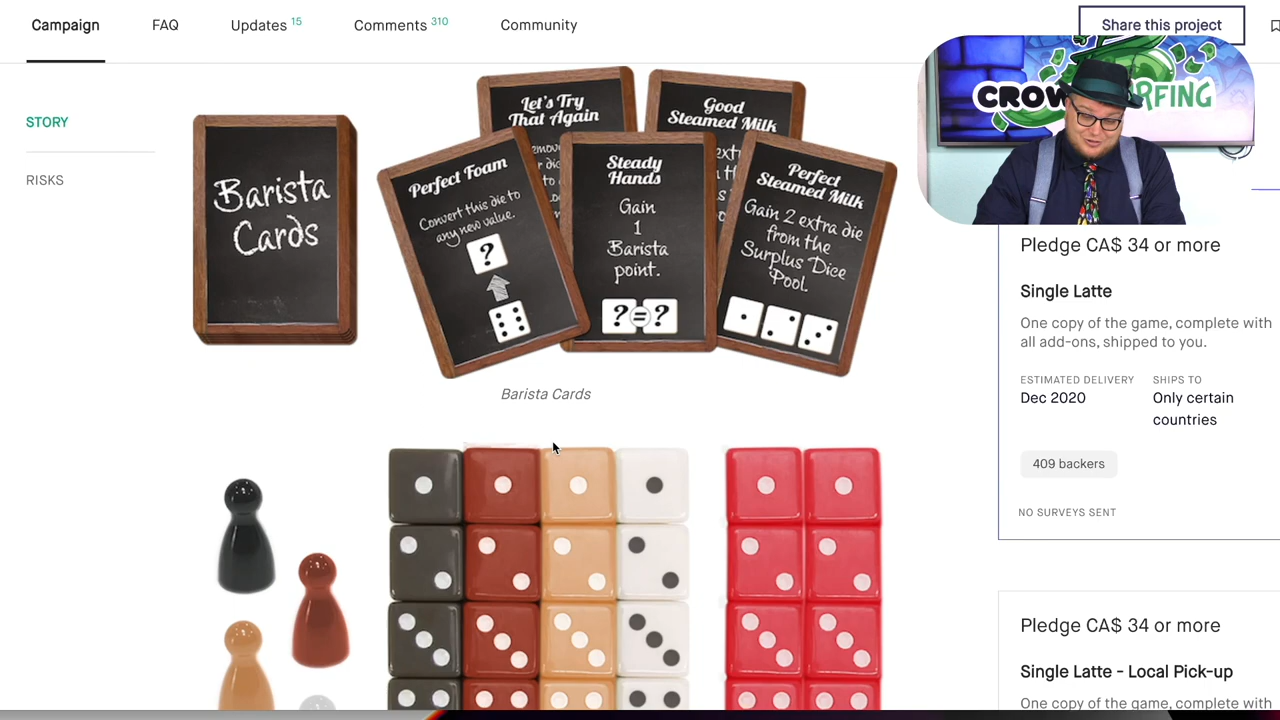 Campaign
FAQ
Updates 15
Comments 310
Community
Share this project
CROW RFING
STORY
RISKS
Barista
Cards
Let's Try
That Again
Good
Steamed Milk
Perfect Foam
Convert this die to
any new value.
?
Steady
Hands
Gain
1
Barista
point.
? = ?
Perfect
Steamed Milk
Gain 2 extra die
from the
Surplus Dice
Pool.
Barista Cards
Pledge CA$ 34 or more
Single Latte
One copy of the game, complete with
all add-ons, shipped to you.
ESTIMATED DELIVERY
Dec 2020
SHIPS TO
Only certain
countries
409 backers
NO SURVEYS SENT
Pledge CA$ 34 or more
Single Latte - Local Pick-up
One copy of the game, complete with